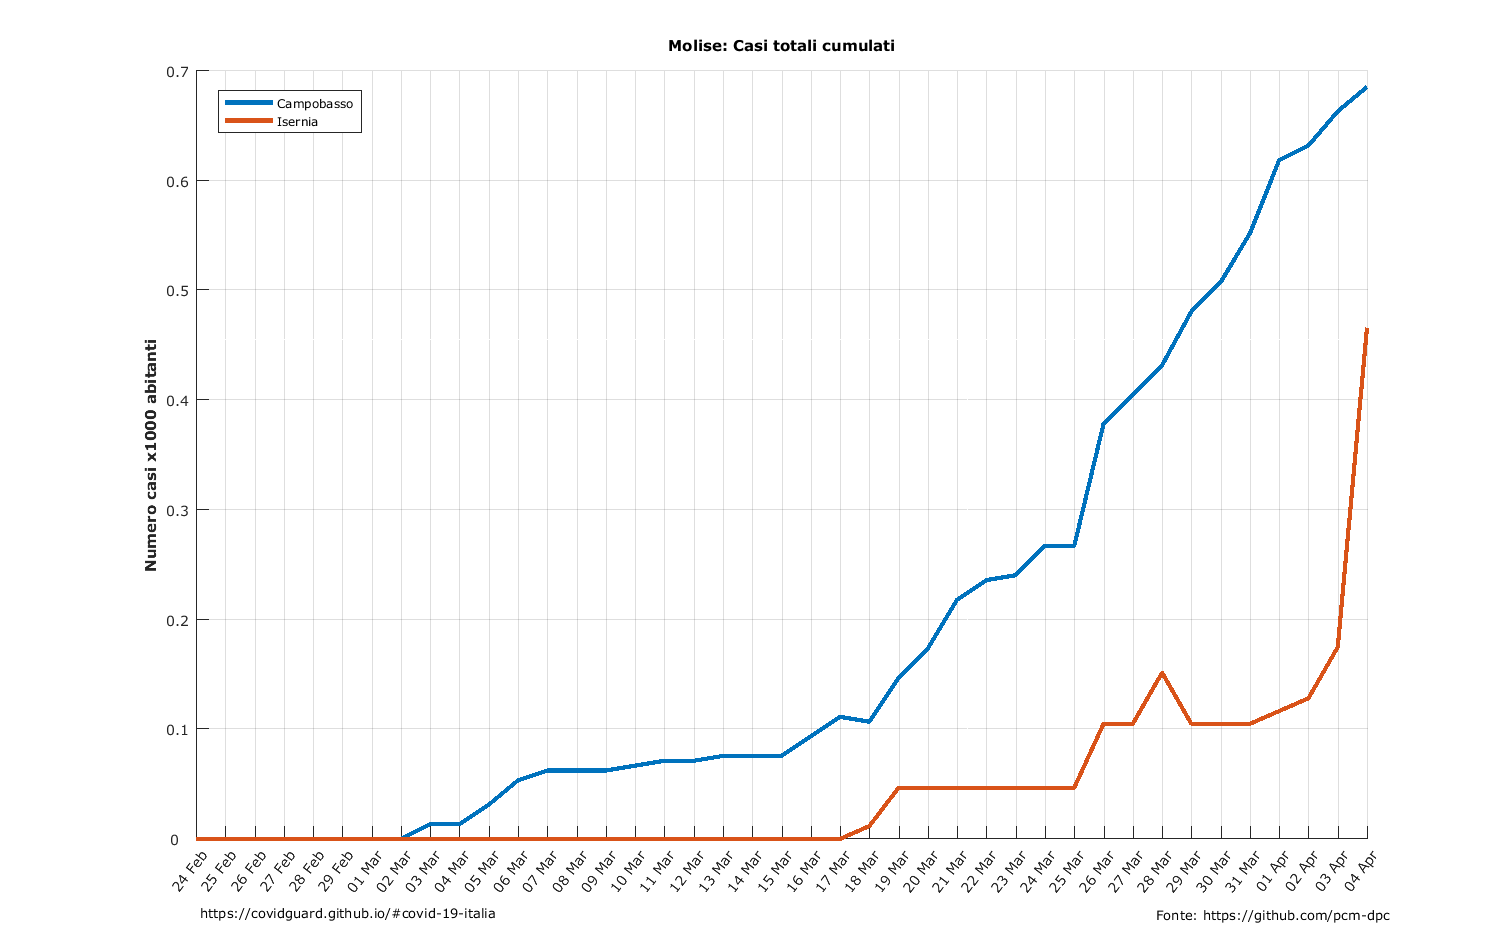 Molise: Casi totali cumulati
Campobasso
Isernia
Numero casi x1000 abitanti
0.7
0.6
0.5
0.4
0.3
0.2
0.1
0
24 Feb
25 Feb
26 Feb
27 Feb
28 Feb
29 Feb
01 Mar
02 Mar
03 Mar
04 Mar
05 Mar
06 Mar
07 Mar
08 Mar
09 Mar
10 Mar
11 Mar
12 Mar
13 Mar
14 Mar
15 Mar
16 Mar
17 Mar
18 Mar
19 Mar
20 Mar
21 Mar
22 Mar
23 Mar
24 Mar
25 Mar
26 Mar
27 Mar
28 Mar
29 Mar
30 Mar
31 Mar
01 Apr
02 Apr
03 Apr
04 Apr
https://covidguard.github.io/#covid-19-italia
Fonte: https://github.com/pcm-dpc